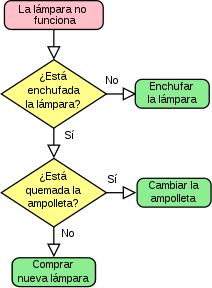 La lámpara no
funciona
¿Está
enchufada
la lámpara?
No
Enchufar
la lámpara
Sí
¿Está
quemada la
ampolleta?
Sí
Cambiar la
ampolleta
No
Comprar
nueva lámpara